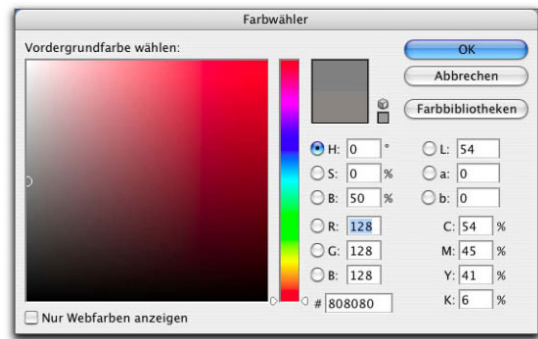 Farbwähler
Vordergrundfarbe wählen:
OK
Abbrechen
Farbbibliotheken
H: 0 °
S: 0 %
B: 50 %
R: 128
G: 128
B: 128
# 808080
L: 54
a: 0
b: 0
C: 54 %
M: 45 %
Y: 41 %
K: 6 %
Nur Webfarben anzeigen